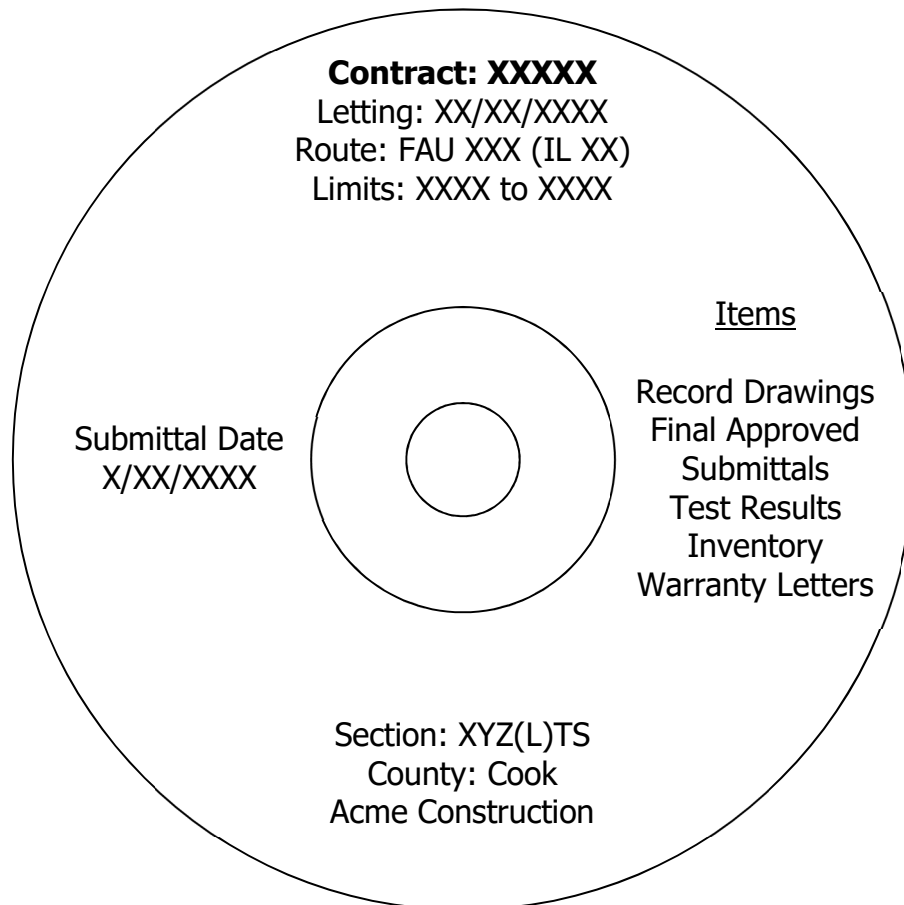 Contract: XXXXX
Letting: XX/XX/XXXX
Route: FAU XXX (IL XX)
Limits: XXXX to XXXX
Items
Record Drawings
Final Approved
Submittals
Test Results
Inventory
Warranty Letters
Submittal Date
X/XX/XXXX
Section: XYZ(L)TS
County: Cook
Acme Construction